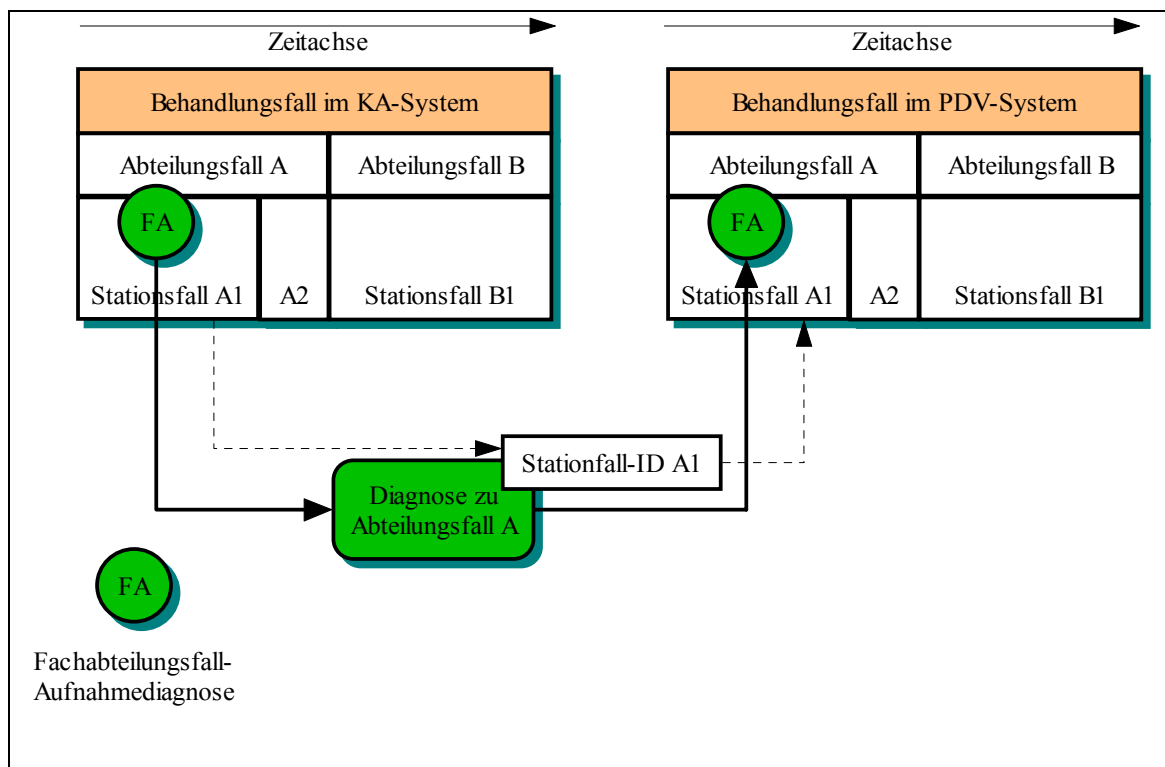 Zeitachse
Behandlungsfall im KA-System
Abteilungsfall A
Abteilungsfall B
FA
Stationsfall A1
A2
Stationsfall B1
Zeitachse
Behandlungsfall im PDV-System
Abteilungsfall A
Abteilungsfall B
FA
Stationsfall A1
A2
Stationsfall B1
Stationfall-ID A1
Diagnose zu
Abteilungsfall A
FA
Fachabteilungsfall-
Aufnahmediagnose